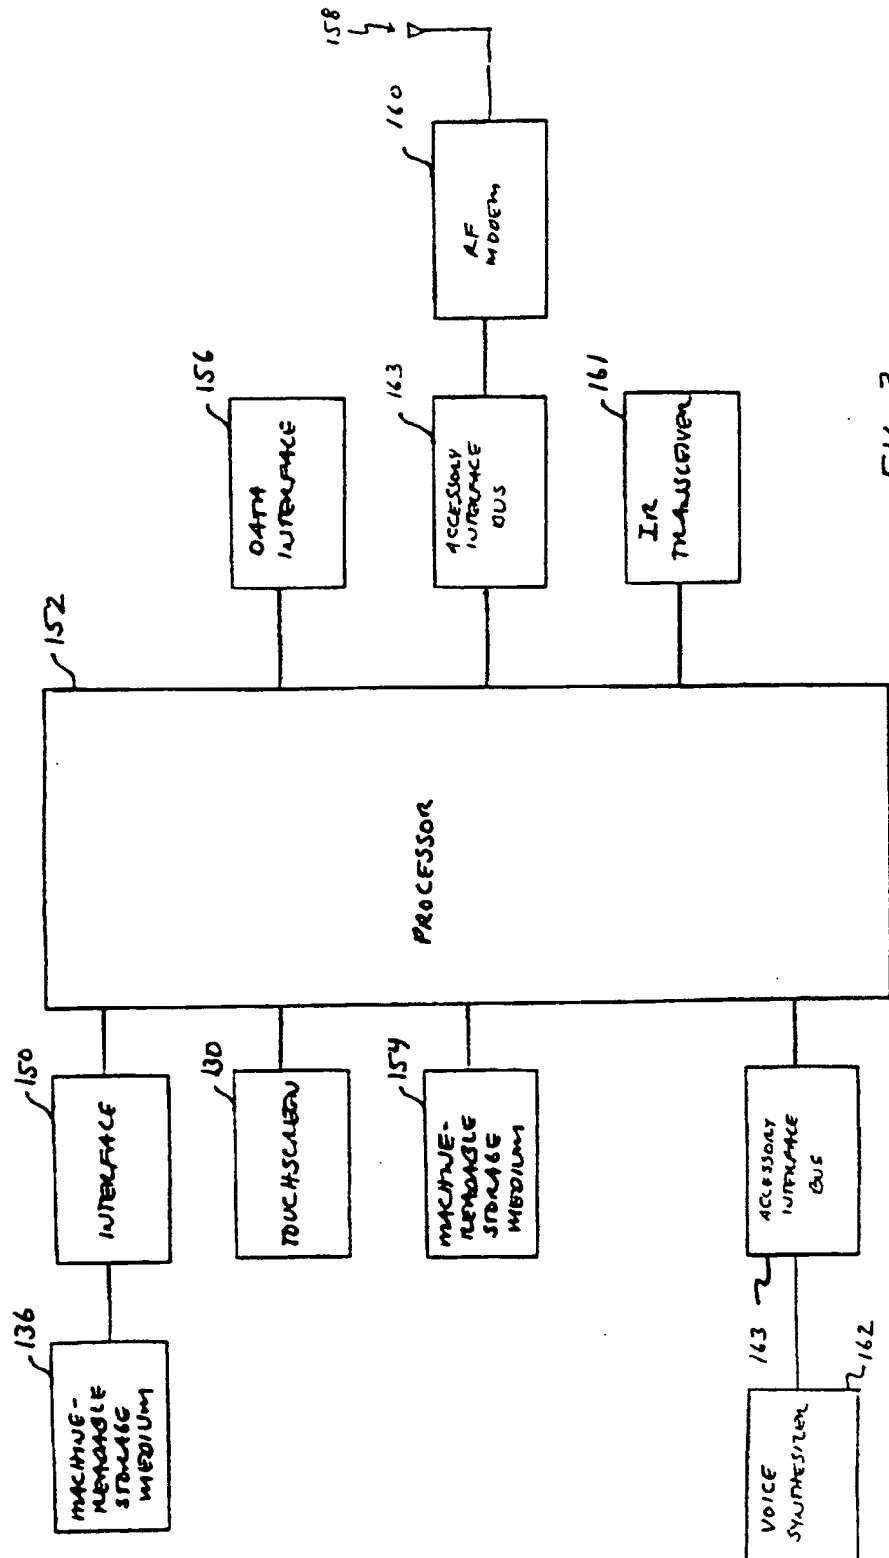 136
MACHINE-
READABLE
STORAGE
MEDIUM
150
INTERFACE
130
TOUCHSCREEN
154
MACHINE-
READABLE
STORAGE
MEDIUM
VOICE
SYNTHESIZER
162
163
ACCESSORY
INTERFACE
BUS
152
PROCESSOR
156
DATA
INTERFACE
163
ACCESSORY
INTERFACE
BUS
160
RF
MODEM
158
161
IR
TRANSCEIVER